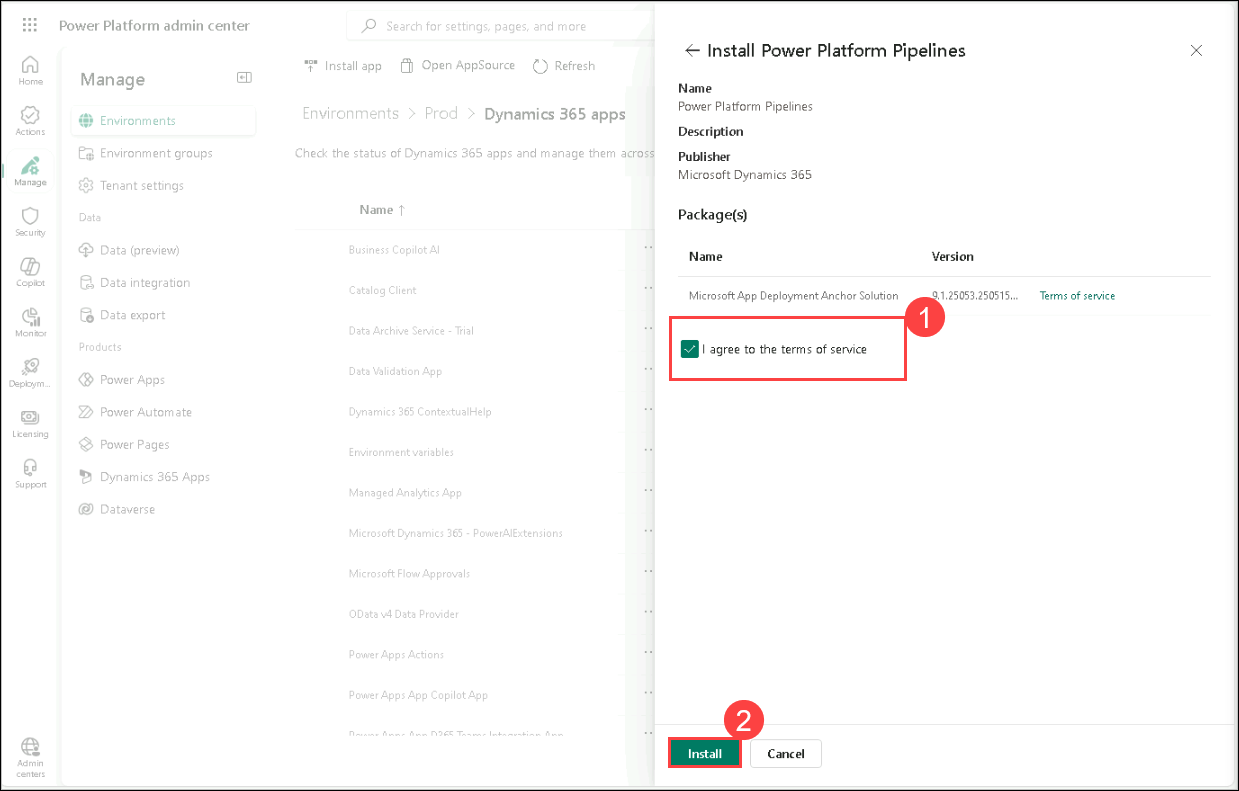 Power Platform admin center
Search for settings, pages, and more
Home
Actions
Manage
Security
Copilot
Monitor
Deploym...
Licensing
Support
Admin
centers
Manage
Environments
Environment groups
Tenant settings
Data
Data (preview)
Data integration
Data export
Products
Power Apps
Power Automate
Power Pages
Dynamics 365 Apps
Dataverse
Install app
Open AppSource
Refresh
Environments > Prod > Dynamics 365 apps
Check the status of Dynamics 365 apps and manage them across
Name ↑
Business Copilot AI
Catalog Client
Data Archive Service - Trial
Data Validation App
Dynamics 365 ContextualHelp
Environment variables
Managed Analytics App
Microsoft Dynamics 365 - PowerAIExtensions
Microsoft Flow Approvals
OData v4 Data Provider
Power Apps Actions
Power Apps App Copilot App
Power Apps App D365 Teams Integration App
← Install Power Platform Pipelines
Name
Power Platform Pipelines
Description
Publisher
Microsoft Dynamics 365
Package(s)
Name Version
Microsoft App Deployment Anchor Solution 9.1.25053.250515... Terms of service
1
I agree to the terms of service
2
Install Cancel